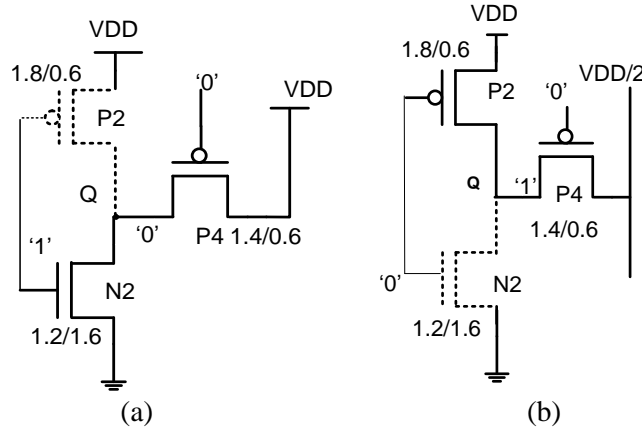 VDD
1.8/0.6
P2
'0'
VDD
Q
'1'
'0'
P4 1.4/0.6
N2
1.2/1.6
(a)
VDD
1.8/0.6
P2
'0'
VDD/2
Q
'1'
P4
1.4/0.6
'0'
N2
1.2/1.6
(b)